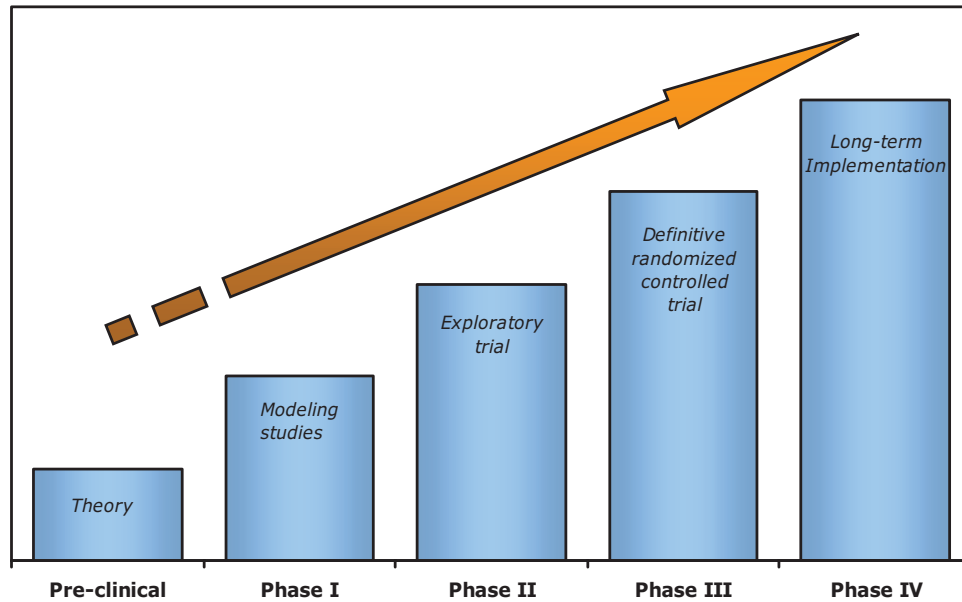 Theory
Modeling
studies
Exploratory
trial
Definitive
randomized
controlled
trial
Long-term
Implementation
Pre-clinical
Phase I
Phase II
Phase III
Phase IV